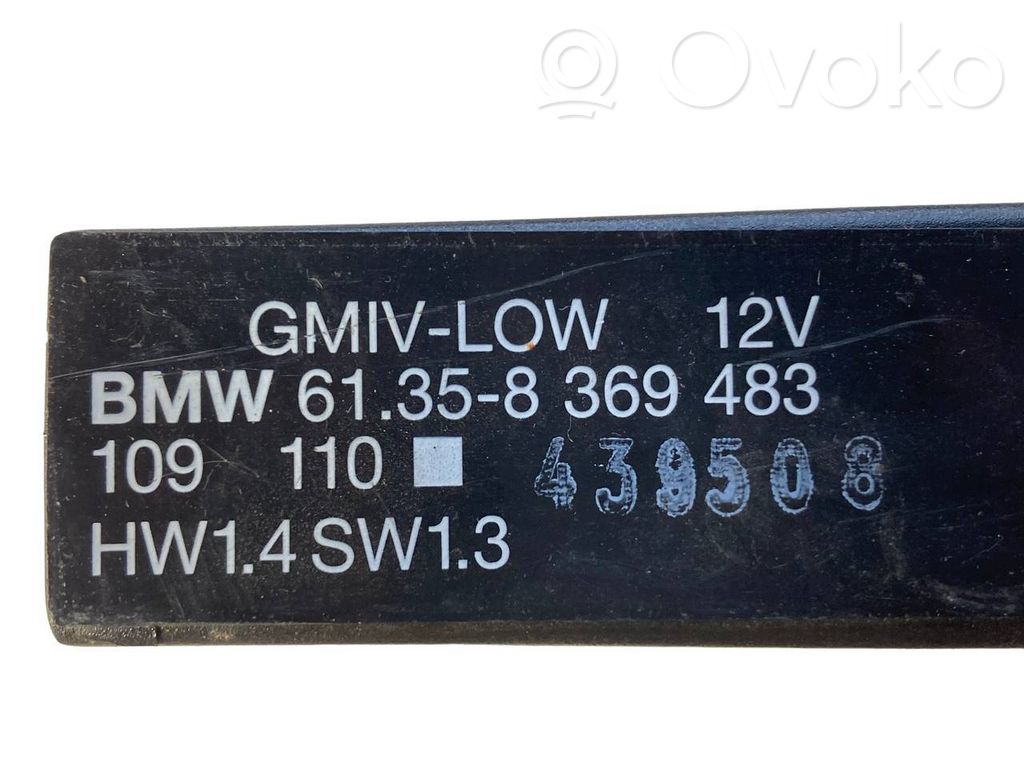 Ovoko
GMIV-LOW 12V
BMW 61.35-8 369 483
109 110 439508
HW1.4 SW1.3